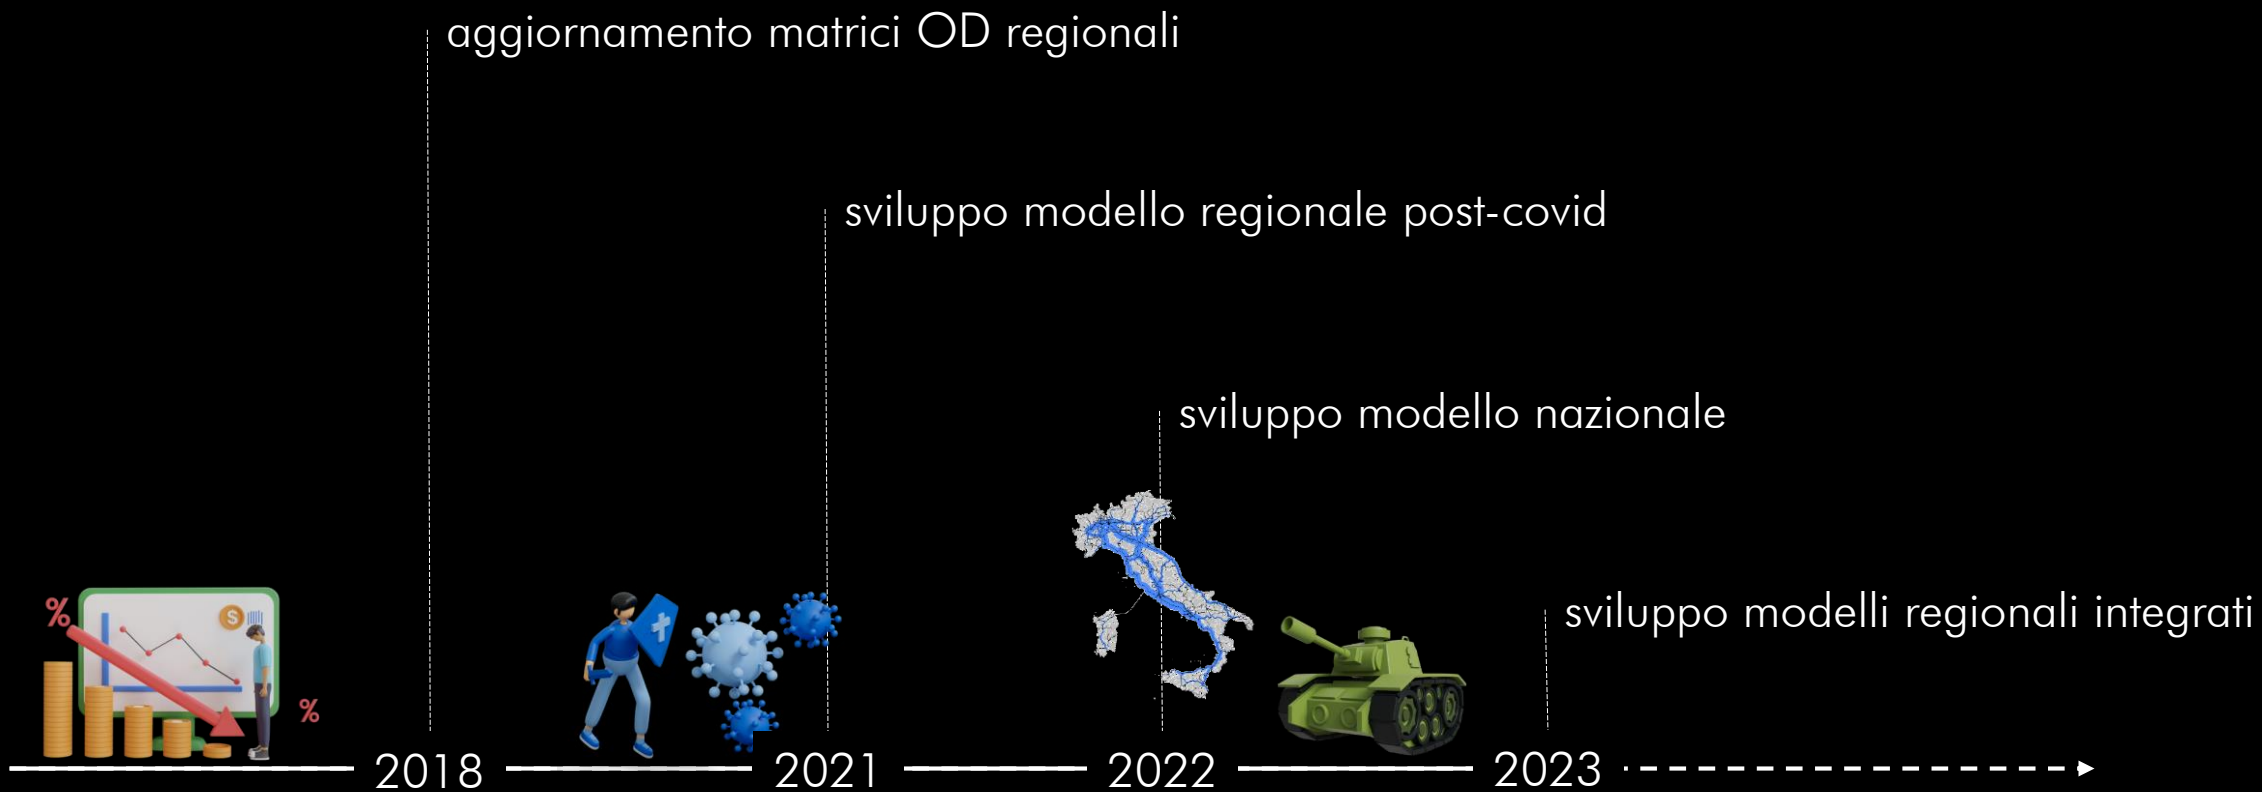 aggiornamento matrici OD regionali
sviluppo modello regionale post-covid
sviluppo modello nazionale
sviluppo modelli regionali integrati
%
$
%
2018
2021
2022
2023